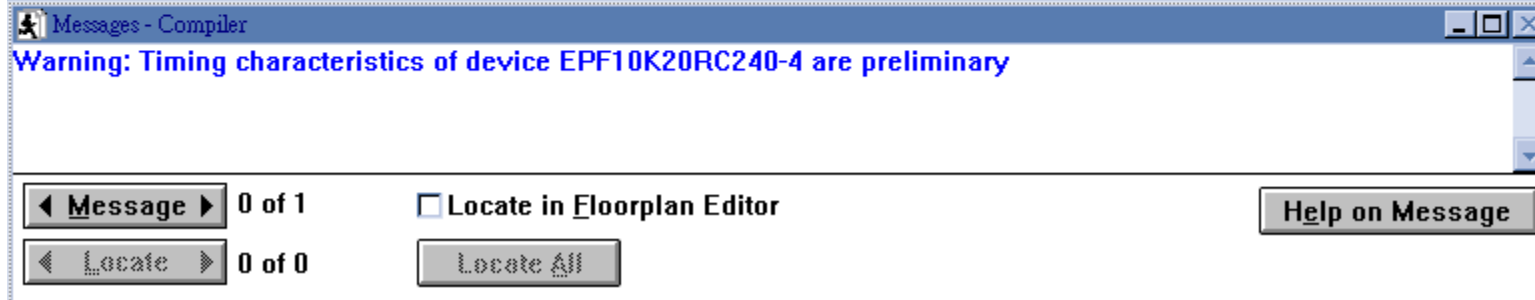 Messages - Compiler
Warning: Timing characteristics of device EPF10K20RC240-4 are preliminary
Message 0 of 1 Locate in Floorplan Editor Help on Message
Locate 0 of 0 Locate All